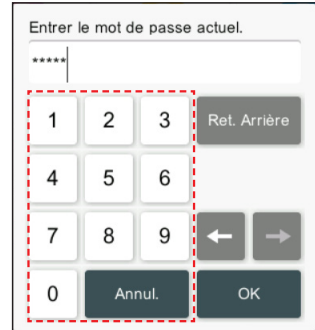 Entrer le mot de passe actuel.
*****
1 2 3 Ret. Arrière
4 5 6
7 8 9 ← →
0 Annul. OK